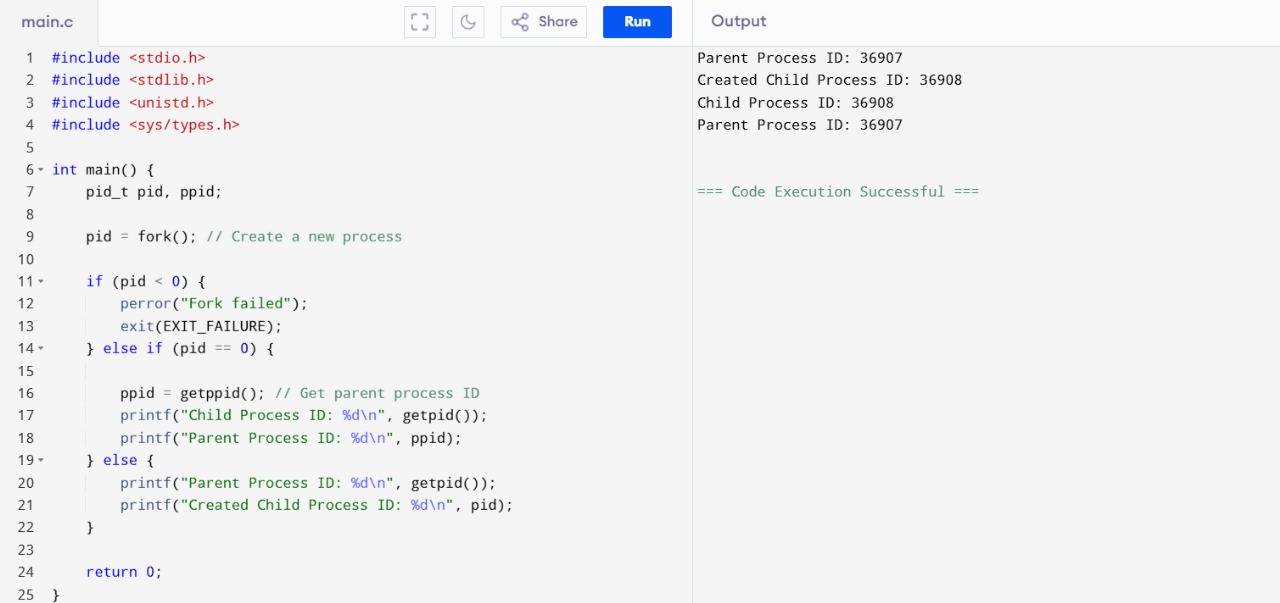 main.c
Share
Run
Output
1 #include <stdio.h>
2 #include <stdlib.h>
3 #include <unistd.h>
4 #include <sys/types.h>
5
6 int main() {
7     pid_t pid, ppid;
8
9     pid = fork(); // Create a new process
10
11     if (pid < 0) {
12         perror("Fork failed");
13         exit(EXIT_FAILURE);
14     } else if (pid == 0) {
15
16         ppid = getppid(); // Get parent process ID
17         printf("Child Process ID: %d\n", getpid());
18         printf("Parent Process ID: %d\n", ppid);
19     } else {
20         printf("Parent Process ID: %d\n", getpid());
21         printf("Created Child Process ID: %d\n", pid);
22     }
23
24     return 0;
25 }
Parent Process ID: 36907
Created Child Process ID: 36908
Child Process ID: 36908
Parent Process ID: 36907
=== Code Execution Successful ===